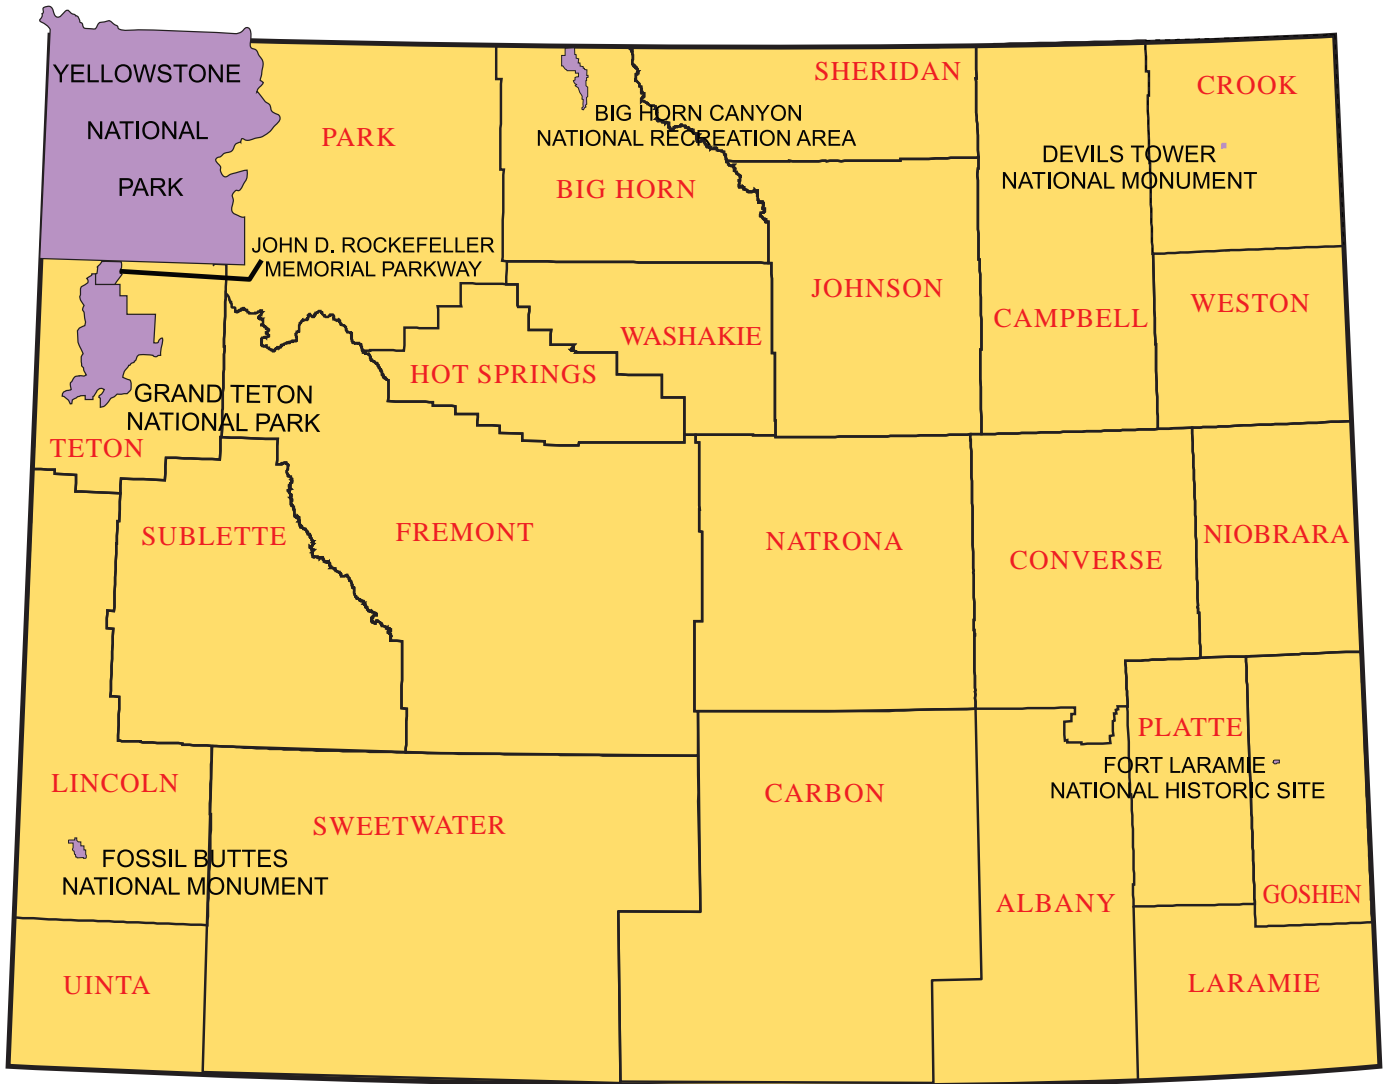 YELLOWSTONE
NATIONAL
PARK
PARK
SHERIDAN
CROOK
BIG HORN CANYON
NATIONAL RECREATION AREA
DEVILS TOWER
NATIONAL MONUMENT
BIG HORN
JOHN D. ROCKEFELLER
MEMORIAL PARKWAY
JOHNSON
CAMPBELL
WESTON
WASHAKIE
HOT SPRINGS
GRAND TETON
NATIONAL PARK
TETON
SUBLETTE
FREMONT
NATRONA
CONVERSE
NIOBRARA
PLATTE
FORT LARAMIE
NATIONAL HISTORIC SITE
LINCOLN
SWEETWATER
CARBON
FOSSIL BUTTES
NATIONAL MONUMENT
ALBANY
GOSHEN
UINTA
LARAMIE